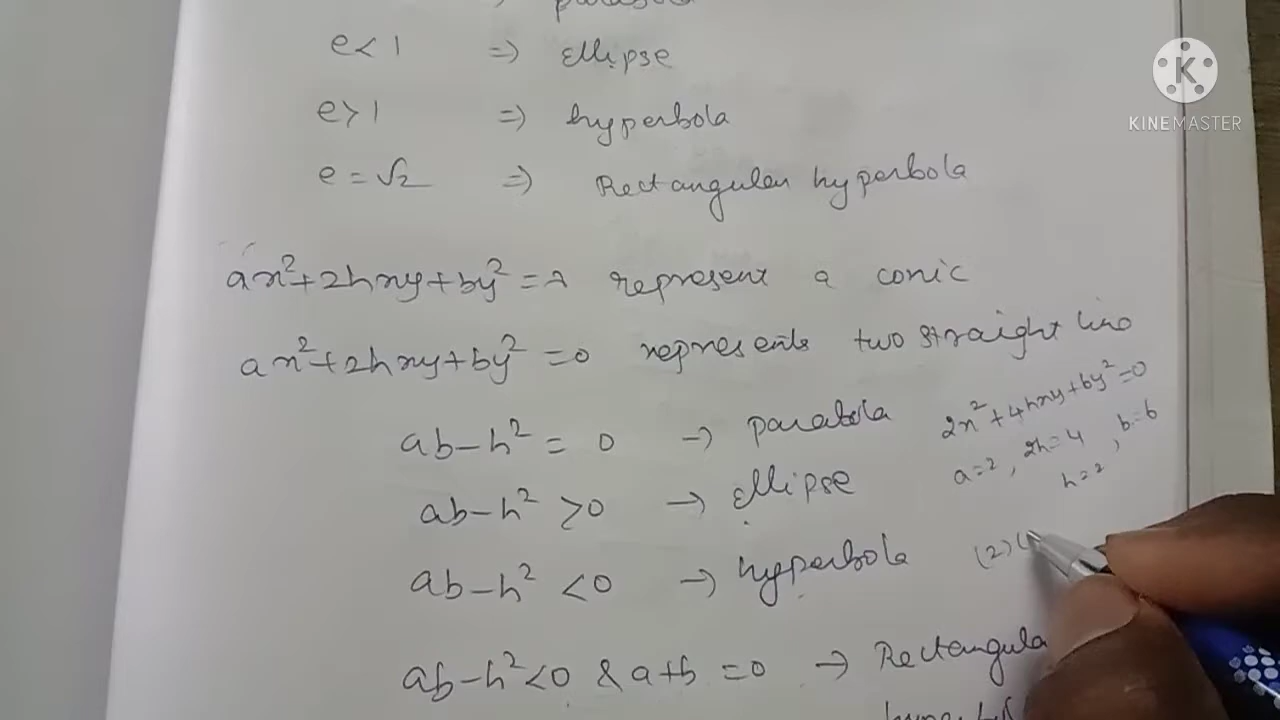 e < 1 ⇒ Ellipse
e > 1 ⇒ hyperbola
e = √2 ⇒ Rectangular hyperbola
ax² + 2hxy + by² = λ represent a conic
ax² + 2hxy + by² = 0 represents two straight line
ab - h² = 0 → parabola
ab - h² > 0 → Ellipse
ab - h² < 0 → hyperbola
ab - h² < 0 & a + b = 0 → Rectangula
2x² + 4hxy + 6y² = 0
a = 2, 2h = 4, b = 6
h = 2
(2)(
K
KINEMASTER